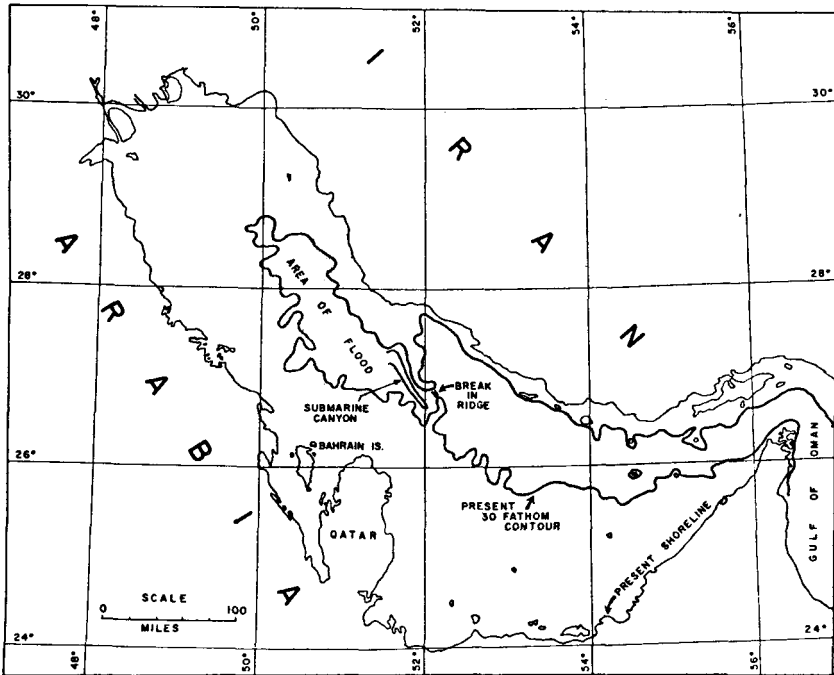 48°
50°
52°
54°
56°
30°
30°
I
R
A
N
28°
28°
A
R
A
B
I
A
AREA OF FLOOD
SUBMARINE
CANYON
BREAK
IN
RIDGE
26°
26°
BAHRAIN IS.
QATAR
PRESENT
30 FATHOM
CONTOUR
PRESENT SHORELINE
GULF OF OMAN
SCALE
0 100
MILES
24°
24°
48°
50°
52°
54°
56°